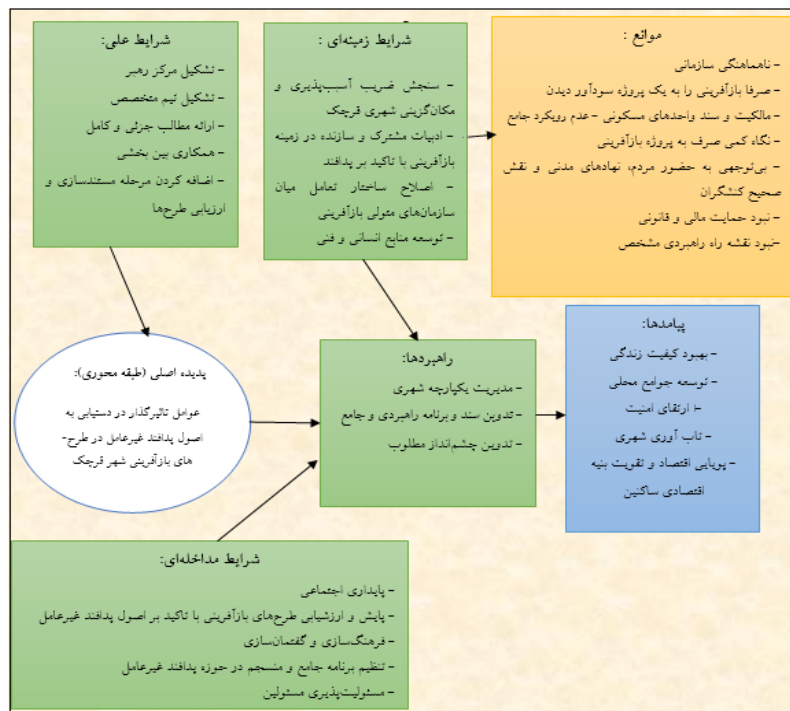 شرایط علی:
- تشکیل مرکز رهبر
- تشکیل تیم متخصص
- ارائه مطالب جزئی و کامل
- همکاری بین بخشی
- اضافه کردن مرحله مستندسازی و
ارزیابی طرح‌ها
شرایط زمینه‌ای :
- سنجش ضریب آسیب‌پذیری و
مکان‌گزینی شهری قرچک
- ادبیات مشترک و سازنده در زمینه
بازآفرینی با تاکید بر پدافند
- اصلاح ساختار تعامل میان
سازمان‌های متولی بازآفرینی
- توسعه منابع انسانی و فنی
موانع :
- ناهماهنگی سازمانی
- صرفا بازآفرینی را به یک پروژه سودآور دیدن
- مالکیت و سند واحدهای مسکونی - عدم رویکرد جامع
- نگاه کمی صرف به پروژه بازآفرینی
- بی‌توجهی به حضور مردم، نهادهای مدنی و نقش
صحیح کنشگران
- نبود حمایت مالی و قانونی
-نبود نقشه راه راهبردی مشخص
پدیده اصلی (طبقه محوری):
عوامل تاثیرگذار در دستیابی به
اصول پدافند غیرعامل در طرح-
های بازآفرینی شهر قرچک
راهبردها:
- مدیریت یکپارچه شهری
- تدوین سند و برنامه راهبردی و جامع
- تدوین چشم‌انداز مطلوب
پیامدها:
- بهبود کیفیت زندگی
- توسعه جوامع محلی
- ارتقای امنیت
- تاب آوری شهری
- پویایی اقتصاد و تقویت بنیه
اقتصادی ساکنین
شرایط مداخله‌ای:
- پایداری اجتماعی
- پایش و ارزشیابی طرح‌های بازآفرینی با تاکید بر اصول پدافند غیرعامل
- فرهنگ‌سازی و گفتمان‌سازی
- تنظیم برنامه جامع و منسجم در حوزه پدافند غیرعامل
- مسئولیت‌پذیری مسئولین